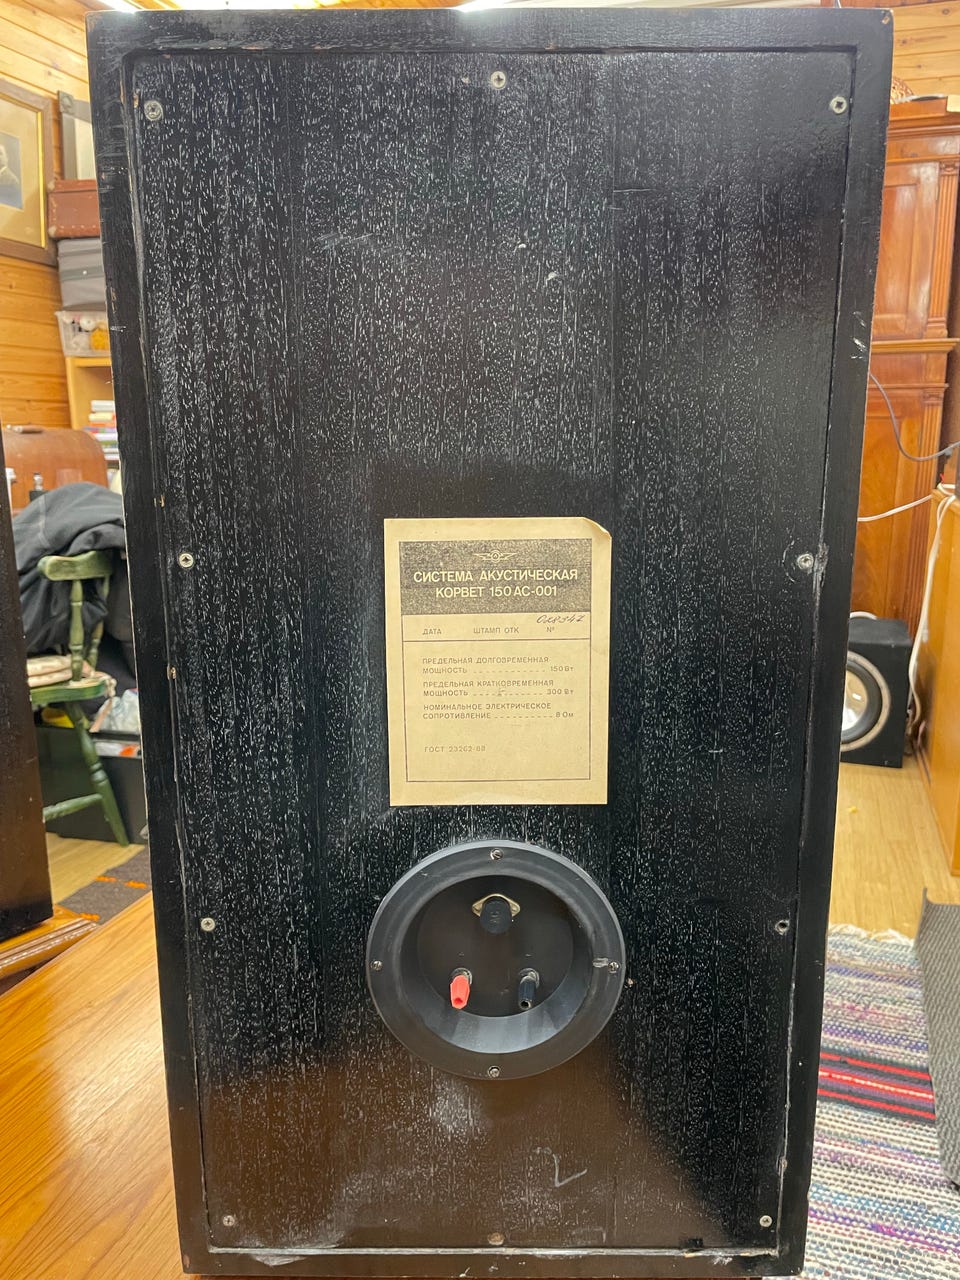 СИСТЕМА АКУСТИЧЕСКАЯ
КОРВЕТ 150АС-001
ДАТА ШТАМП ОТК №
ПРЕДЕЛЬНАЯ ДОЛГОВРЕМЕННАЯ
МОЩНОСТЬ ------------ 150 Вт
ПРЕДЕЛЬНАЯ КРАТКОВРЕМЕННАЯ
МОЩНОСТЬ ------------ 300 Вт
НОМИНАЛЬНОЕ ЭЛЕКТРИЧЕСКОЕ
СОПРОТИВЛЕНИЕ ---------- 8 Ом
ГОСТ 23262-88
2